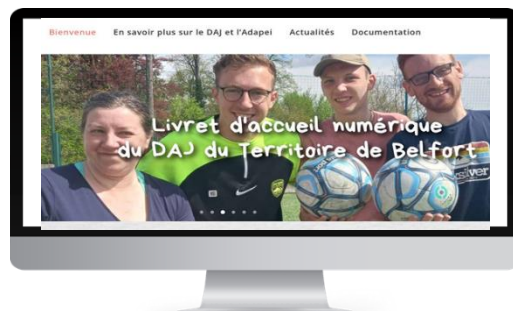 Bienvenue En savoir plus sur le DAJ et l'Adapei Actualités Documentation
Livret d'accueil numérique
du DAJ du Territoire de Belfort